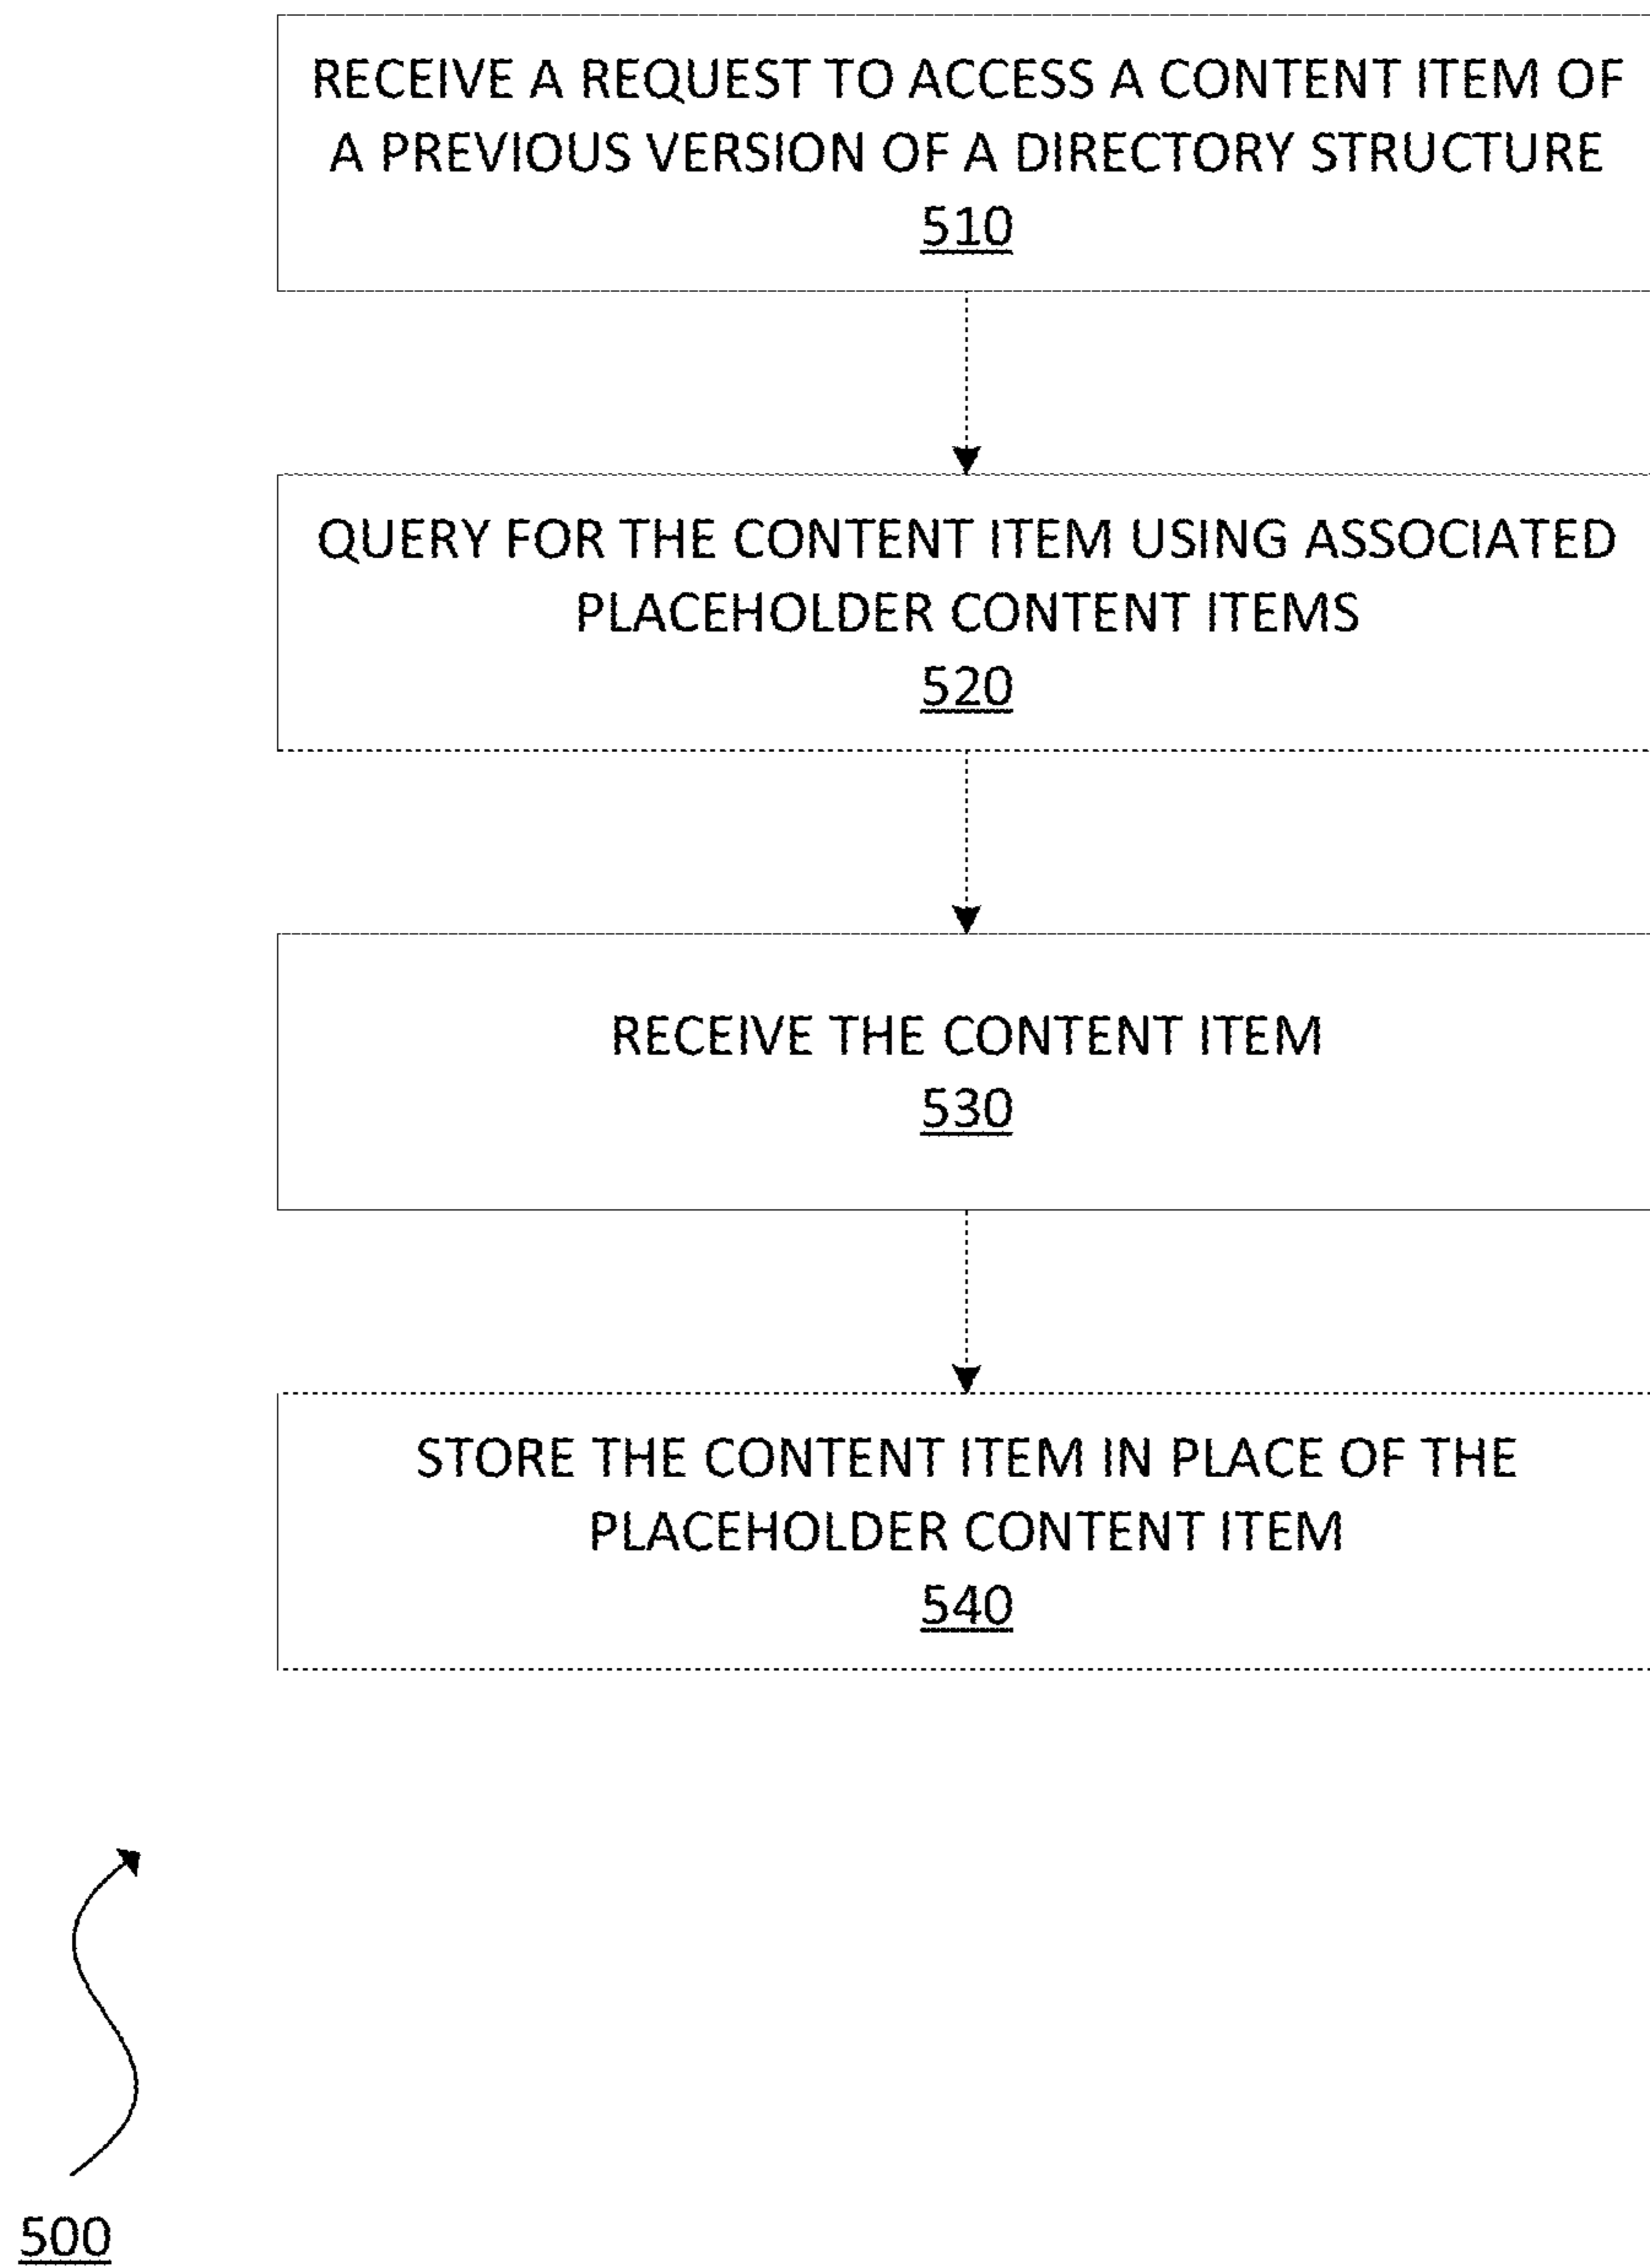 RECEIVE A REQUEST TO ACCESS A CONTENT ITEM OF
A PREVIOUS VERSION OF A DIRECTORY STRUCTURE
510
QUERY FOR THE CONTENT ITEM USING ASSOCIATED
PLACEHOLDER CONTENT ITEMS
520
RECEIVE THE CONTENT ITEM
530
STORE THE CONTENT ITEM IN PLACE OF THE
PLACEHOLDER CONTENT ITEM
540
500